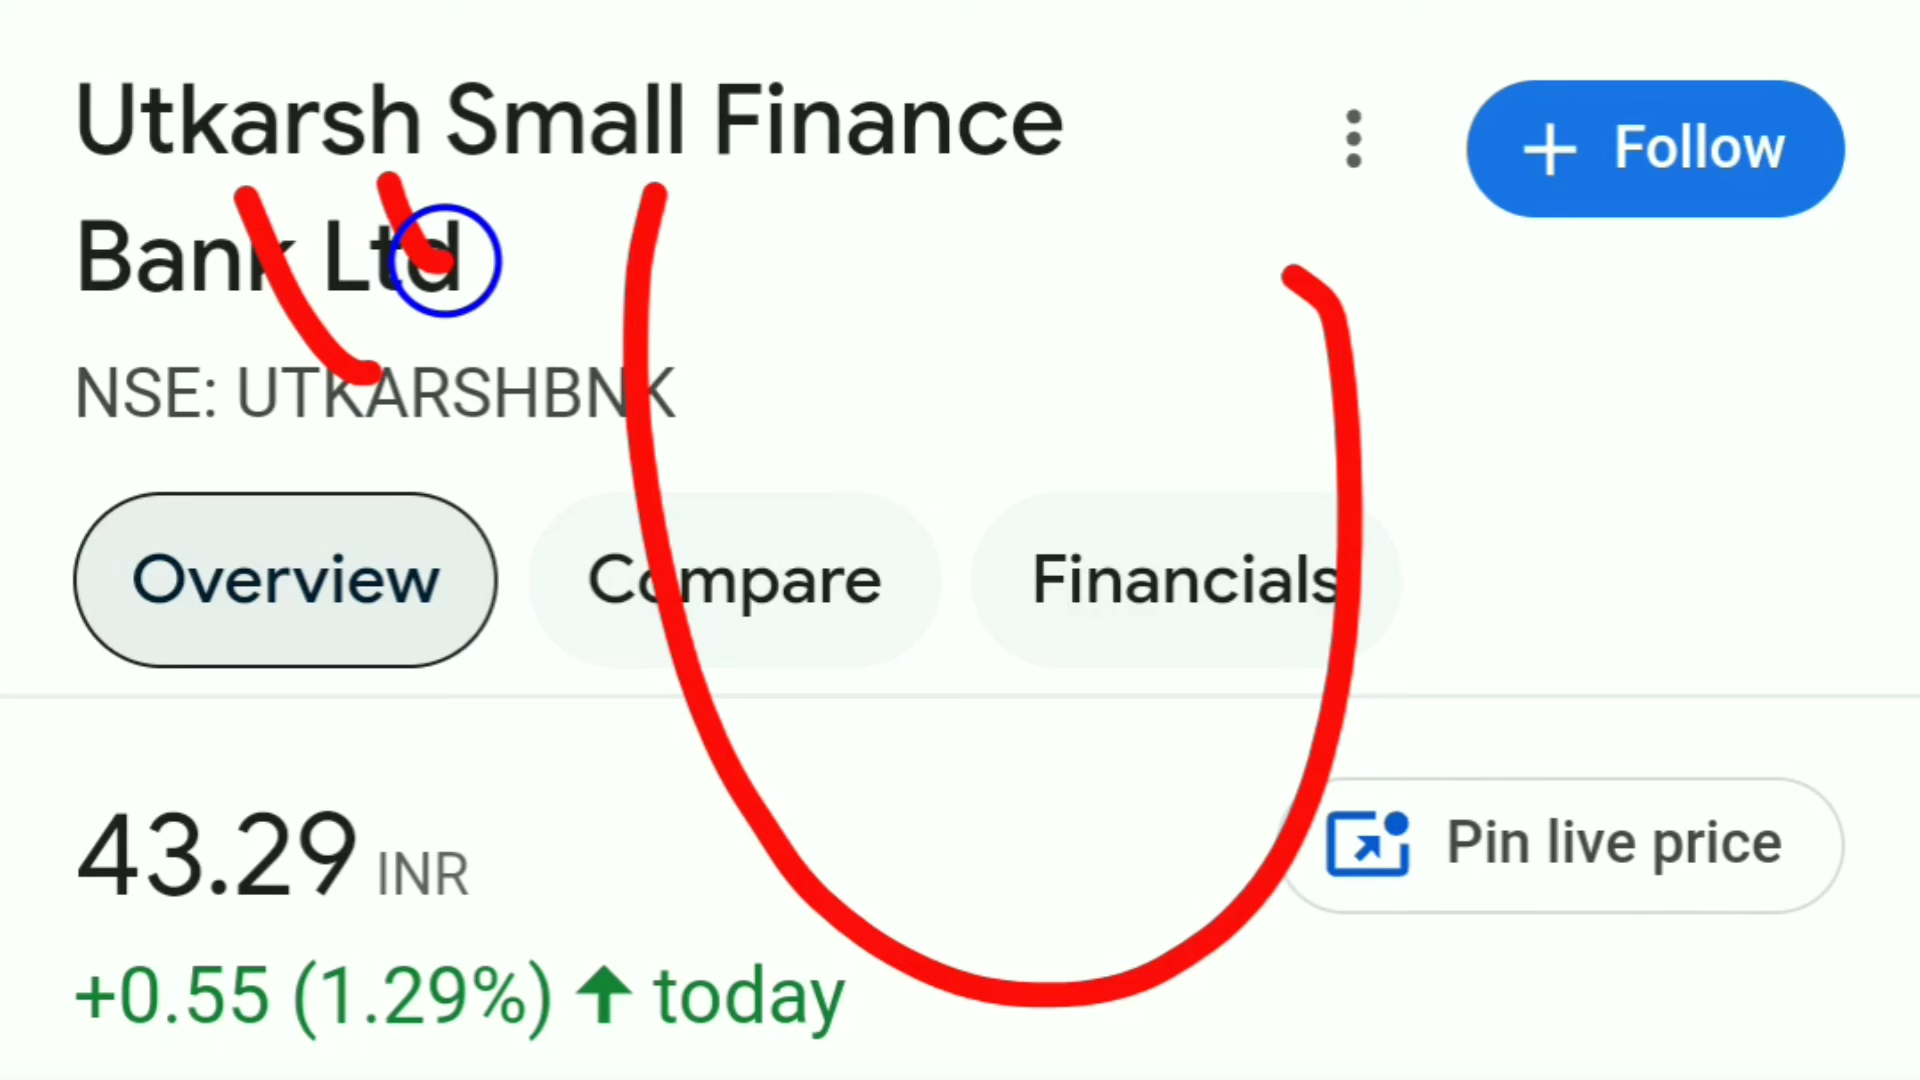 Utkarsh Small Finance
Bank Ltd
+ Follow
NSE: UTKARSHBNK
Overview
Compare
Financials
43.29 INR
Pin live price
+0.55 (1.29%) ↑ today